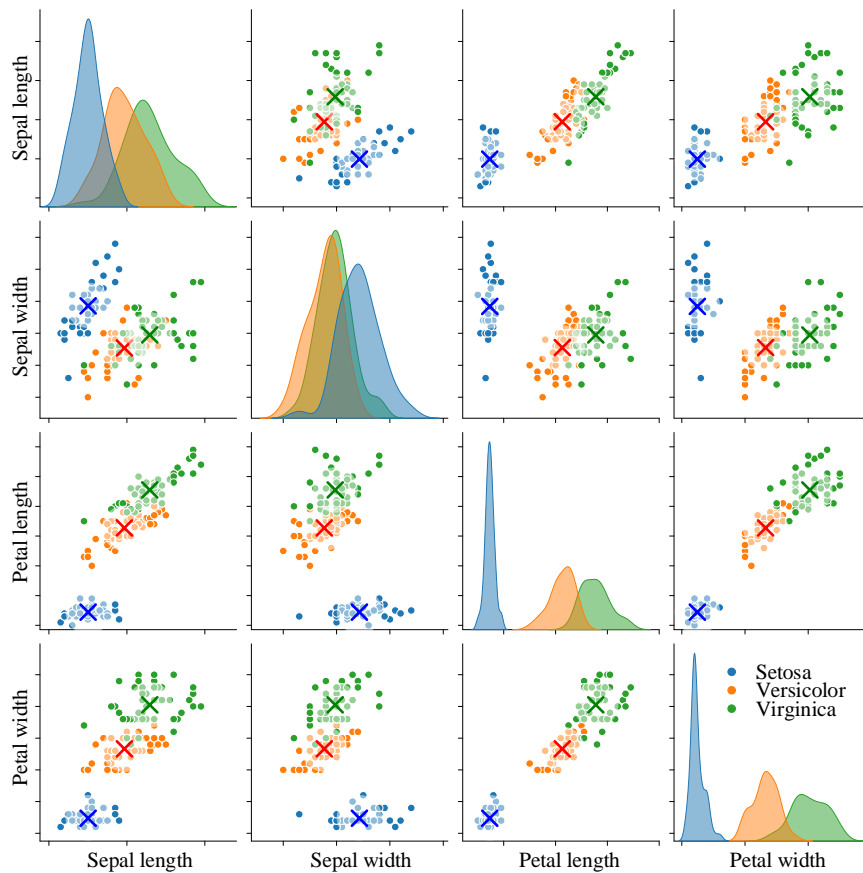 Sepal length
Sepal width
Petal length
Setosa
Versicolor
Virginica
Petal width
Sepal length
Sepal width
Petal length
Petal width